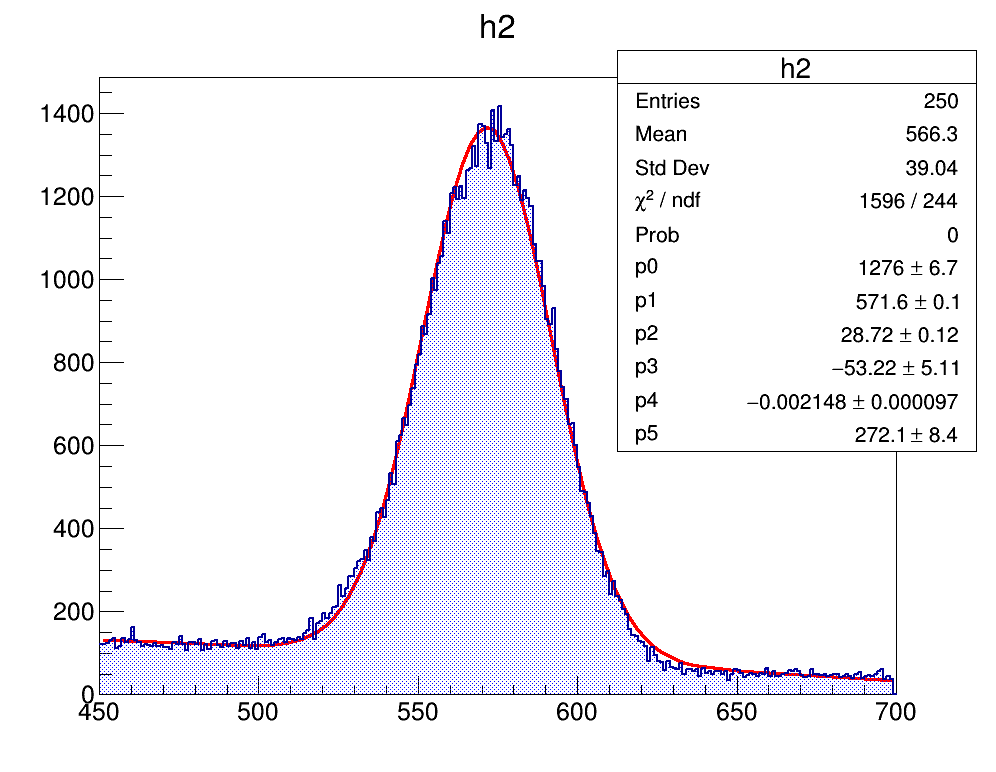 h2
h2
Entries 250
Mean 566.3
Std Dev 39.04
χ² / ndf 1596 / 244
Prob 0
p0 1276 ± 6.7
p1 571.6 ± 0.1
p2 28.72 ± 0.12
p3 −53.22 ± 5.11
p4 −0.002148 ± 0.000097
p5 272.1 ± 8.4
1400
1200
1000
800
600
400
200
0
450 500 550 600 650 700